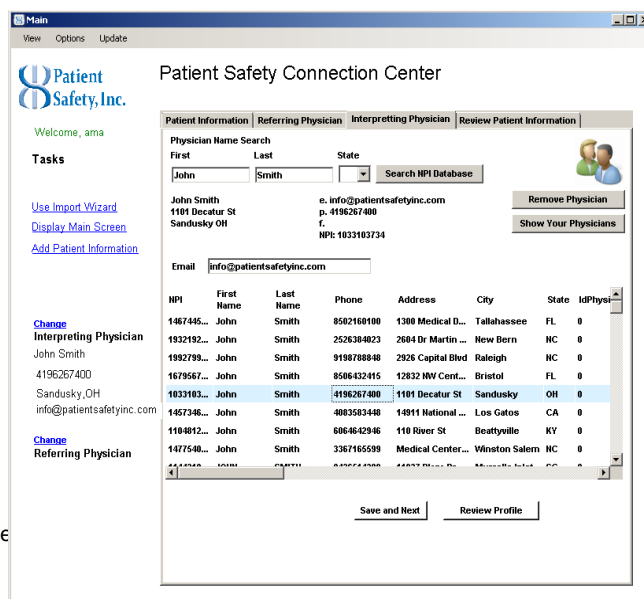 Main
View Options Update
Patient
Safety, Inc.
Patient Safety Connection Center
Welcome, ama
Tasks
Use Import Wizard
Display Main Screen
Add Patient Information
Change
Interpreting Physician
John Smith
4196267400
Sandusky,OH
info@patientsafetyinc.com
Change
Referring Physician
e
Patient Information Referring Physician Interpretting Physician Review Patient Information
Physician Name Search
First Last State
John Smith Search NPI Database
John Smith e. info@patientsafetyinc.com Remove Physician
1101 Decatur St p. 4196267400
Sandusky OH f. Show Your Physicians
NPI: 1033103734
Email info@patientsafetyinc.com
NPI First Name Last Name Phone Address City State IdPhysi
1467445... John Smith 8502160100 1300 Medical D... Tallahassee FL 0
1932192... John Smith 2526384023 2604 Dr Martin ... New Bern NC 0
1992799... John Smith 9198788848 2926 Capital Blvd Raleigh NC 0
1679567... John Smith 8506432415 12832 NW Cent... Bristol FL 0
1033103... John Smith 4196267400 1101 Decatur St Sandusky OH 0
1457346... John Smith 4083583448 14911 National ... Los Gatos CA 0
1104812... John Smith 6064642946 110 River St Beattyville KY 0
1477540... John Smith 3367165599 Medical Center... Winston Salem NC 0
JOHN SMITH
Save and Next Review Profile